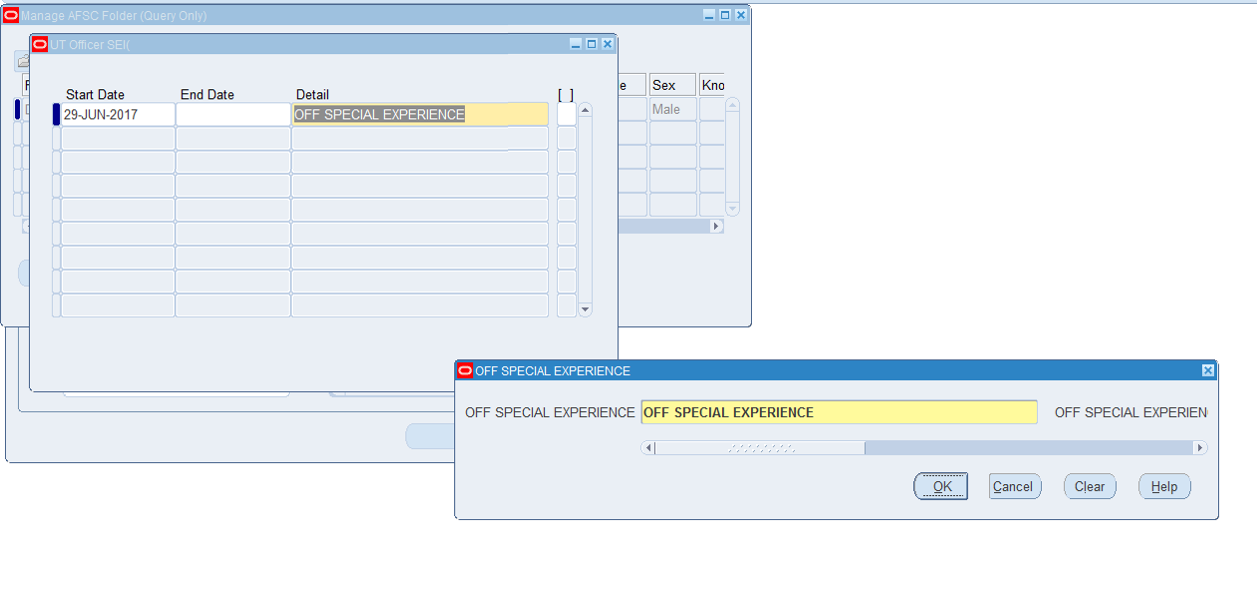 Manage AFSC Folder (Query Only)
UT Officer SEI(
Start Date End Date Detail [ ]
29-JUN-2017 OFF SPECIAL EXPERIENCE
e Sex Kno
Male
OFF SPECIAL EXPERIENCE
OFF SPECIAL EXPERIENCE OFF SPECIAL EXPERIENCE OFF SPECIAL EXPERIEN
OK Cancel Clear Help